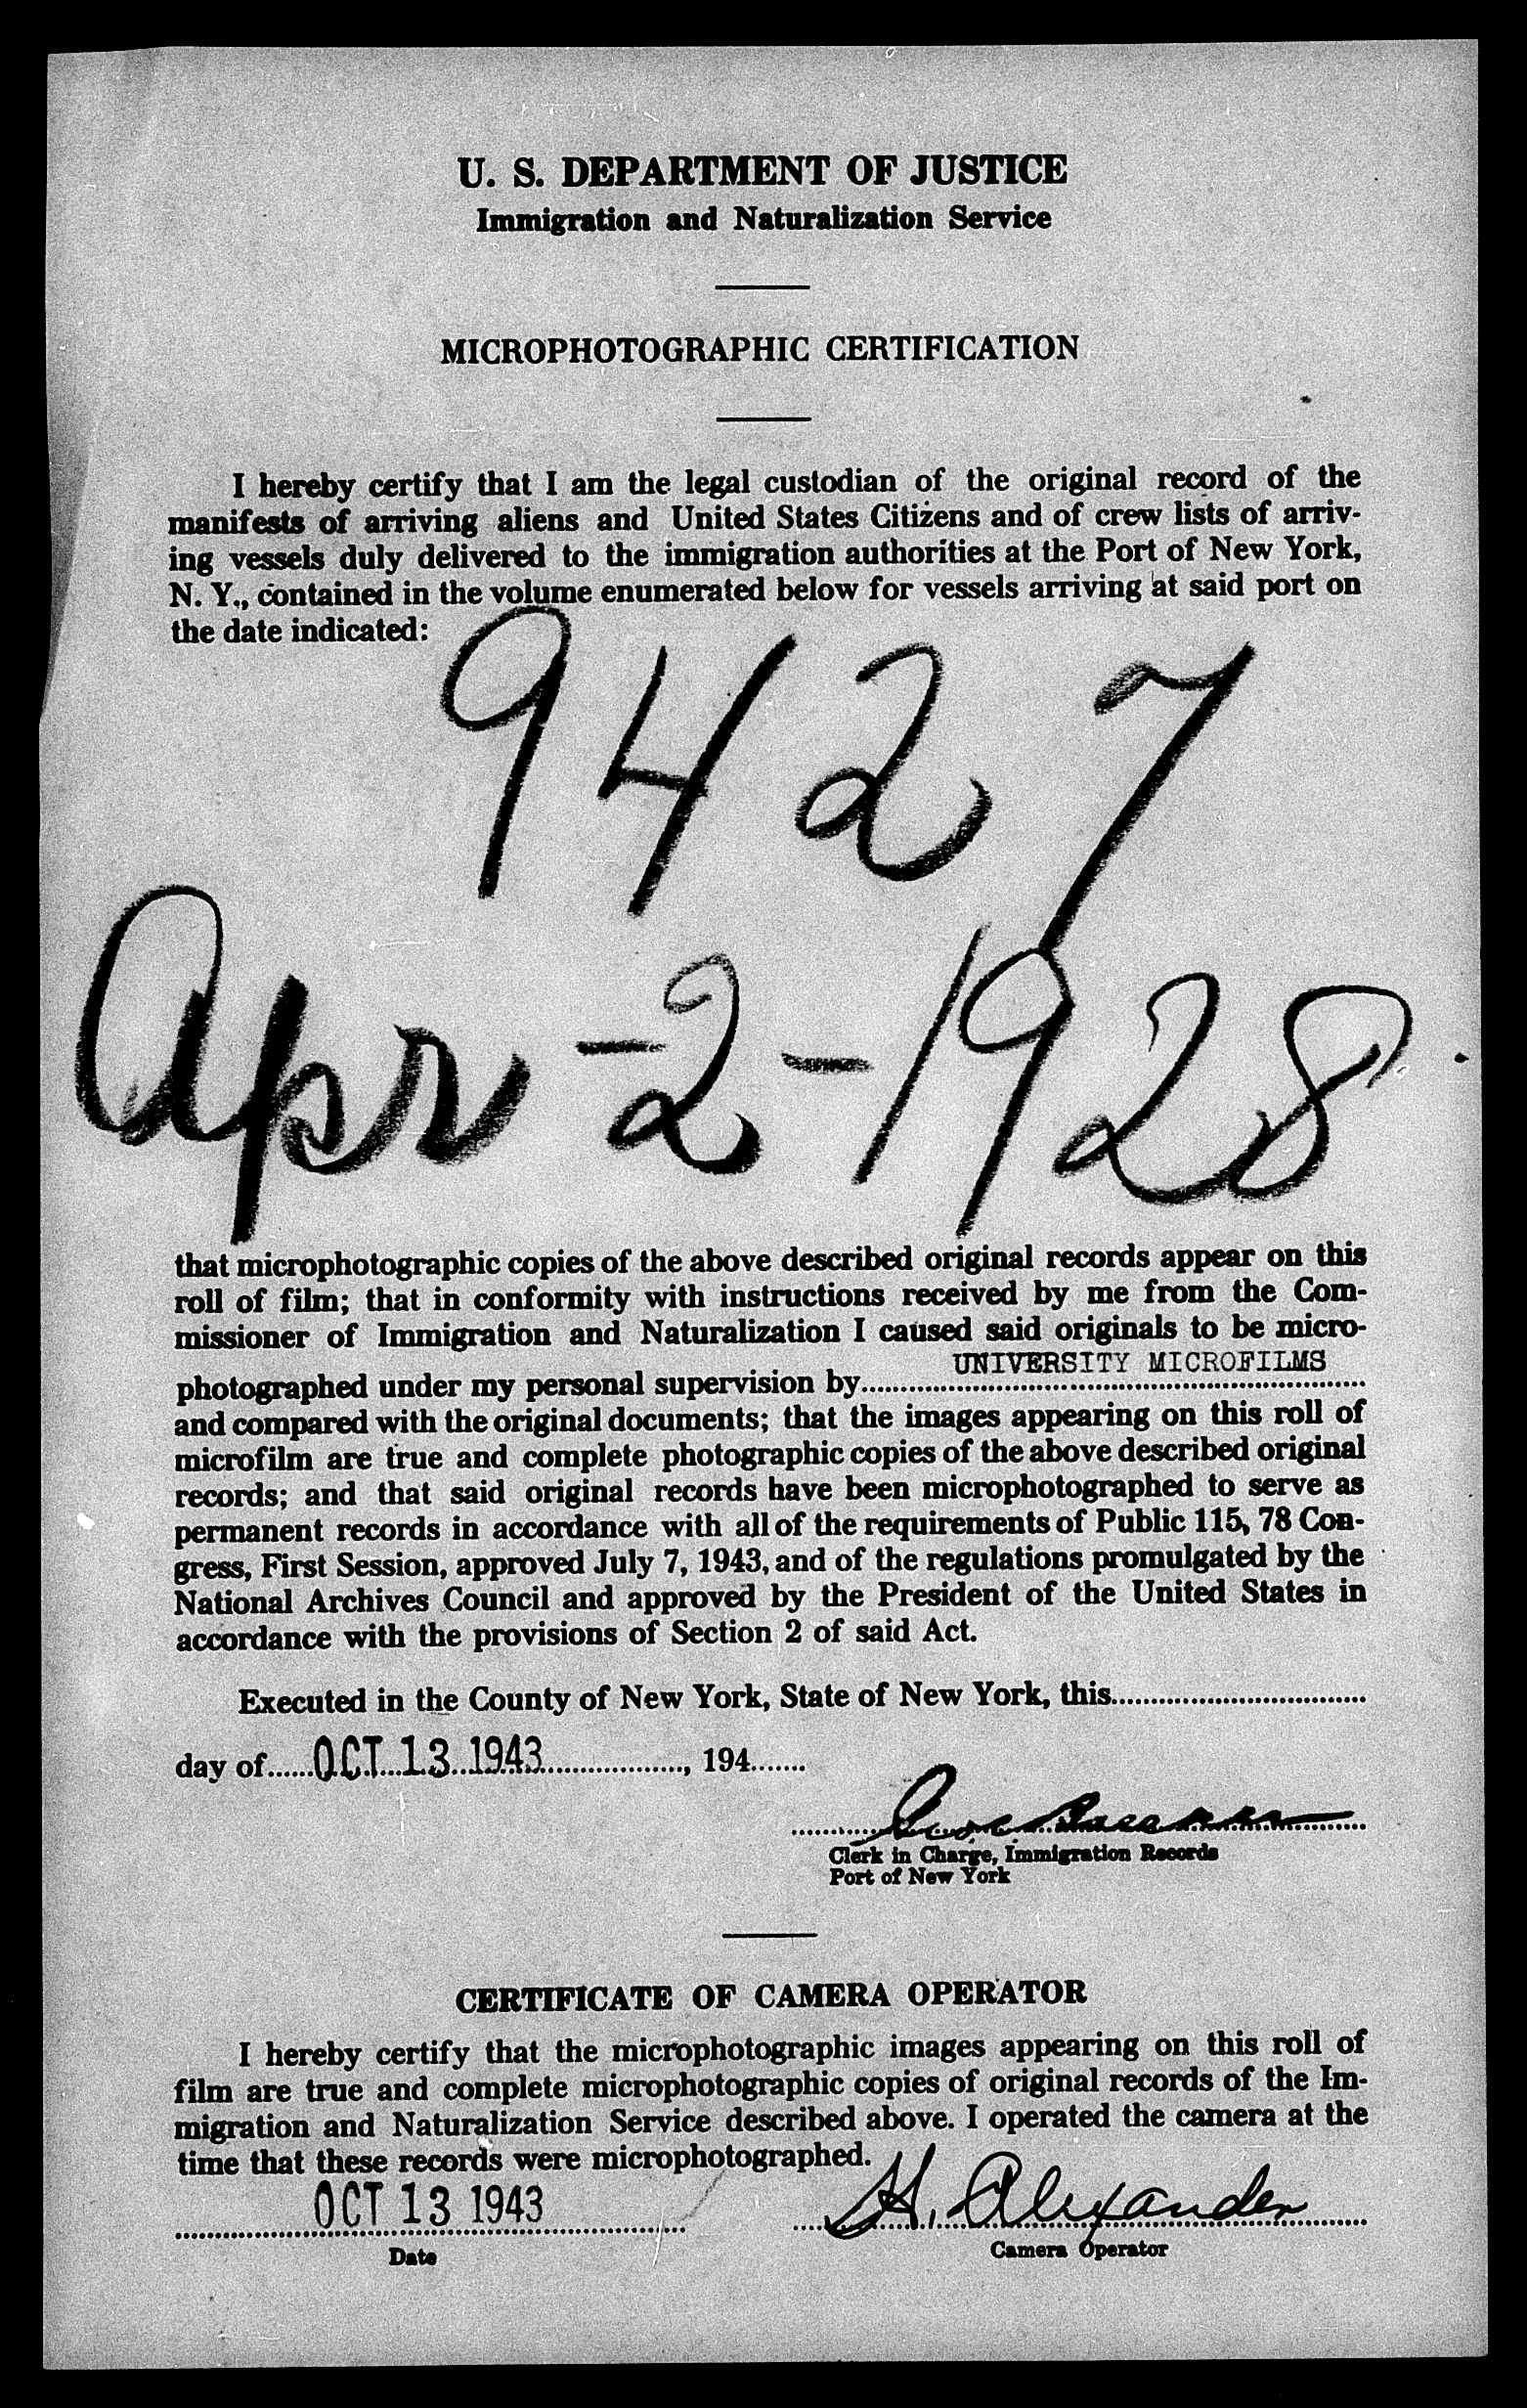 U. S. DEPARTMENT OF JUSTICE
Immigration and Naturalization Service
MICROPHOTOGRAPHIC CERTIFICATION
I hereby certify that I am the legal custodian of the original record of the
manifests of arriving aliens and United States Citizens and of crew lists of arriv-
ing vessels duly delivered to the immigration authorities at the Port of New York,
N. Y., contained in the volume enumerated below for vessels arriving at said port on
the date indicated:
9427
Apr-2-1928
that microphotographic copies of the above described original records appear on this
roll of film; that in conformity with instructions received by me from the Com-
missioner of Immigration and Naturalization I caused said originals to be micro-
photographed under my personal supervision by UNIVERSITY MICROFILMS
and compared with the original documents; that the images appearing on this roll of
microfilm are true and complete photographic copies of the above described original
records; and that said original records have been microphotographed to serve as
permanent records in accordance with all of the requirements of Public 115, 78 Con-
gress, First Session, approved July 7, 1943, and of the regulations promulgated by the
National Archives Council and approved by the President of the United States in
accordance with the provisions of Section 2 of said Act.
Executed in the County of New York, State of New York, this
day of OCT 13 1943, 194
Clerk in Charge, Immigration Records
Port of New York
CERTIFICATE OF CAMERA OPERATOR
I hereby certify that the microphotographic images appearing on this roll of
film are true and complete microphotographic copies of original records of the Im-
migration and Naturalization Service described above. I operated the camera at the
time that these records were microphotographed.
OCT 13 1943 H. Alexander
Date Camera Operator